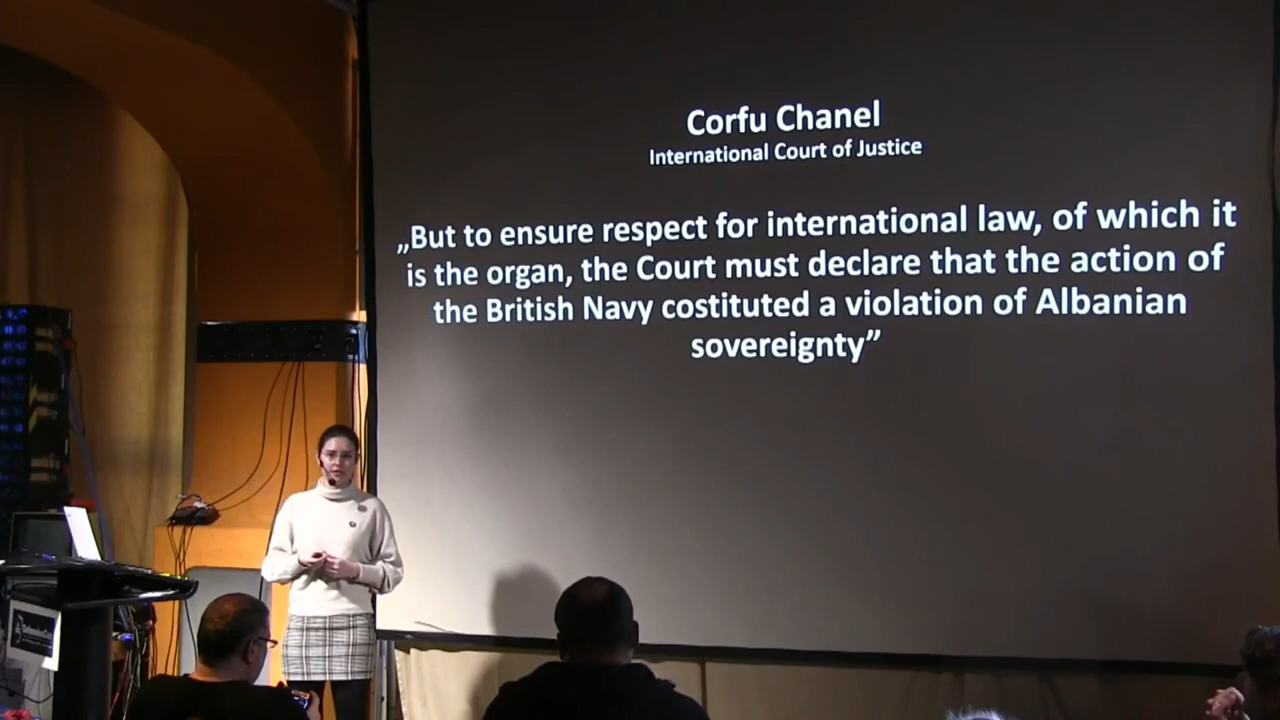 Corfu Chanel
International Court of Justice
„But to ensure respect for international law, of which it
is the organ, the Court must declare that the action of
the British Navy costituted a violation of Albanian
sovereignty”